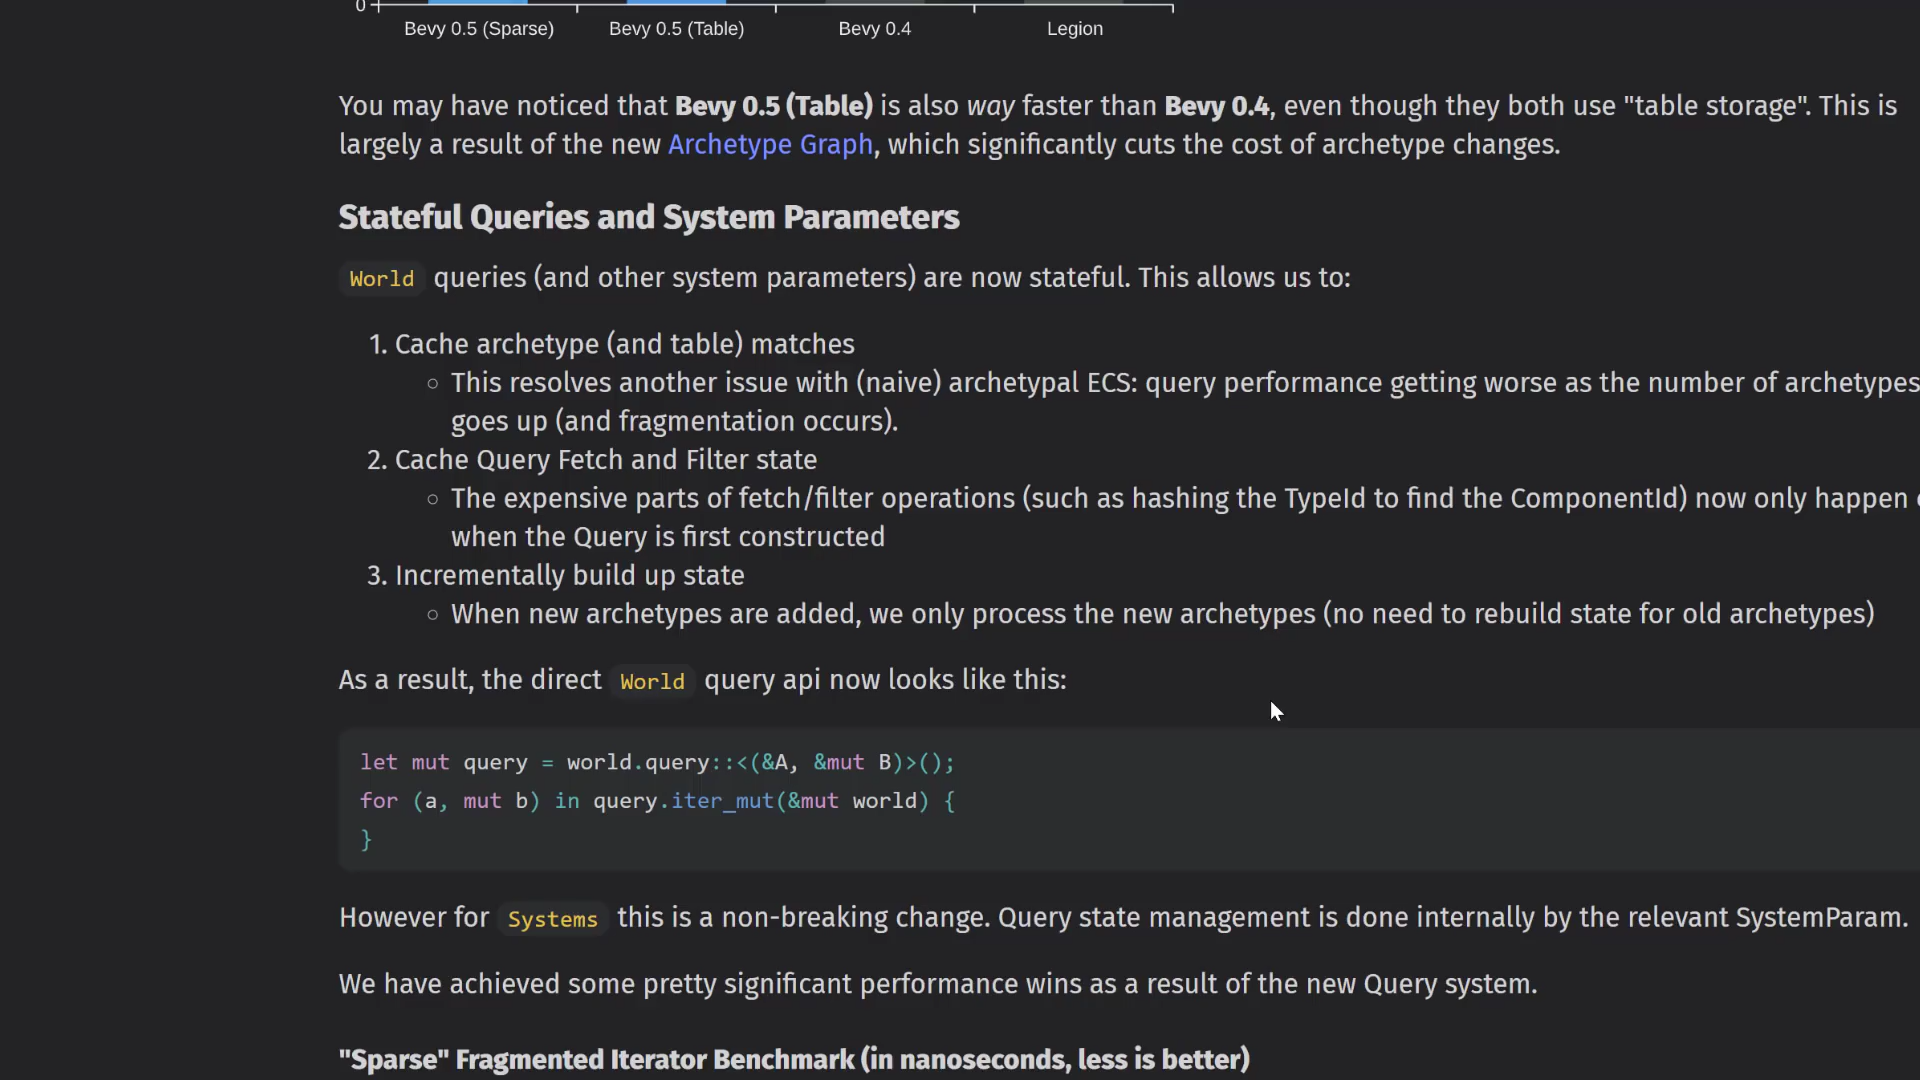 0
Bevy 0.5 (Sparse) Bevy 0.5 (Table) Bevy 0.4 Legion
You may have noticed that Bevy 0.5 (Table) is also way faster than Bevy 0.4, even though they both use "table storage". This is
largely a result of the new Archetype Graph, which significantly cuts the cost of archetype changes.
Stateful Queries and System Parameters
World queries (and other system parameters) are now stateful. This allows us to:
1. Cache archetype (and table) matches
○ This resolves another issue with (naive) archetypal ECS: query performance getting worse as the number of archetypes
goes up (and fragmentation occurs).
2. Cache Query Fetch and Filter state
○ The expensive parts of fetch/filter operations (such as hashing the TypeId to find the ComponentId) now only happen
when the Query is first constructed
3. Incrementally build up state
○ When new archetypes are added, we only process the new archetypes (no need to rebuild state for old archetypes)
As a result, the direct World query api now looks like this:
let mut query = world.query::<(&A, &mut B)>();
for (a, mut b) in query.iter_mut(&mut world) {
}
However for Systems this is a non-breaking change. Query state management is done internally by the relevant SystemParam.
We have achieved some pretty significant performance wins as a result of the new Query system.
"Sparse" Fragmented Iterator Benchmark (in nanoseconds, less is better)